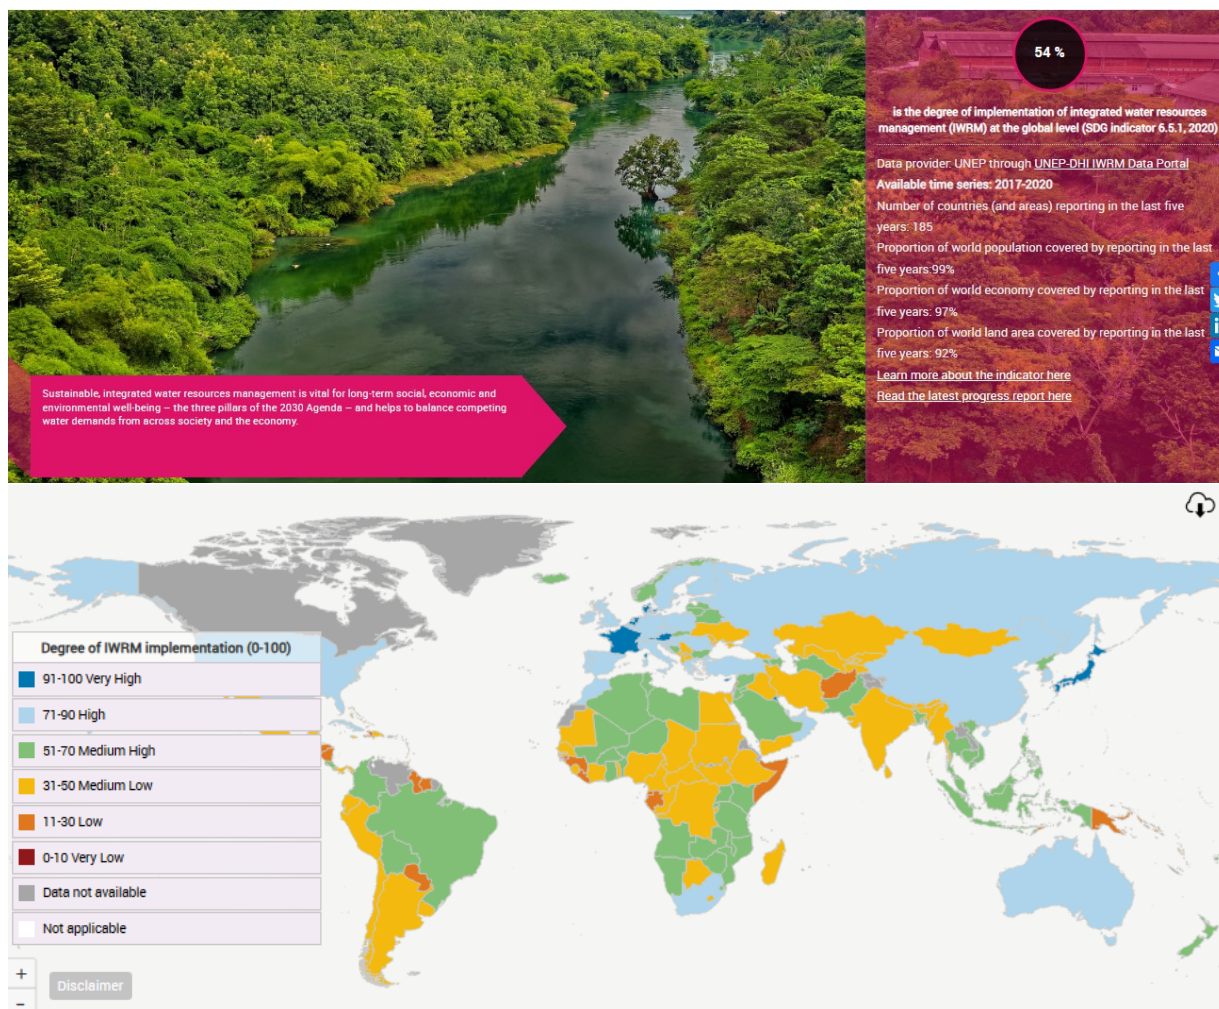 54 %
is the degree of implementation of integrated water resources
management (IWRM) at the global level (SDG indicator 6.5.1, 2020)
Data provider: UNEP through UNEP-DHI IWRM Data Portal
Available time series: 2017-2020
Number of countries (and areas) reporting in the last five
years: 185
Proportion of world population covered by reporting in the last
five years:99%
Proportion of world economy covered by reporting in the last
five years: 97%
Proportion of world land area covered by reporting in the last
five years: 92%
Learn more about the indicator here
Read the latest progress report here
Sustainable, integrated water resources management is vital for long-term social, economic and
environmental well-being – the three pillars of the 2030 Agenda – and helps to balance competing
water demands from across society and the economy.
Degree of IWRM implementation (0-100)
91-100 Very High
71-90 High
51-70 Medium High
31-50 Medium Low
11-30 Low
0-10 Very Low
Data not available
Not applicable
+
Disclaimer
−